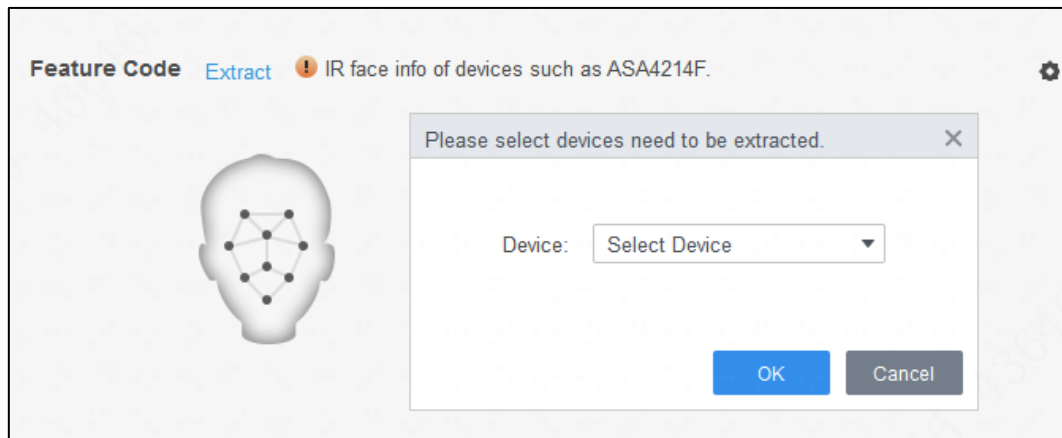 Feature Code Extract IR face info of devices such as ASA4214F.
Please select devices need to be extracted.
Device: Select Device
OK Cancel